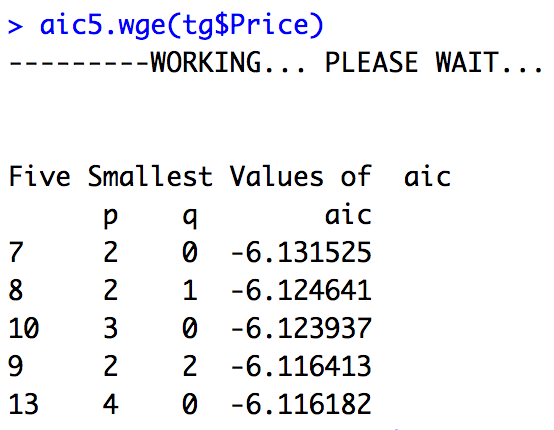 > aic5.wge(tg$Price)
---------WORKING... PLEASE WAIT...
Five Smallest Values of  aic
      p    q        aic
7     2    0  -6.131525
8     2    1  -6.124641
10    3    0  -6.123937
9     2    2  -6.116413
13    4    0  -6.116182